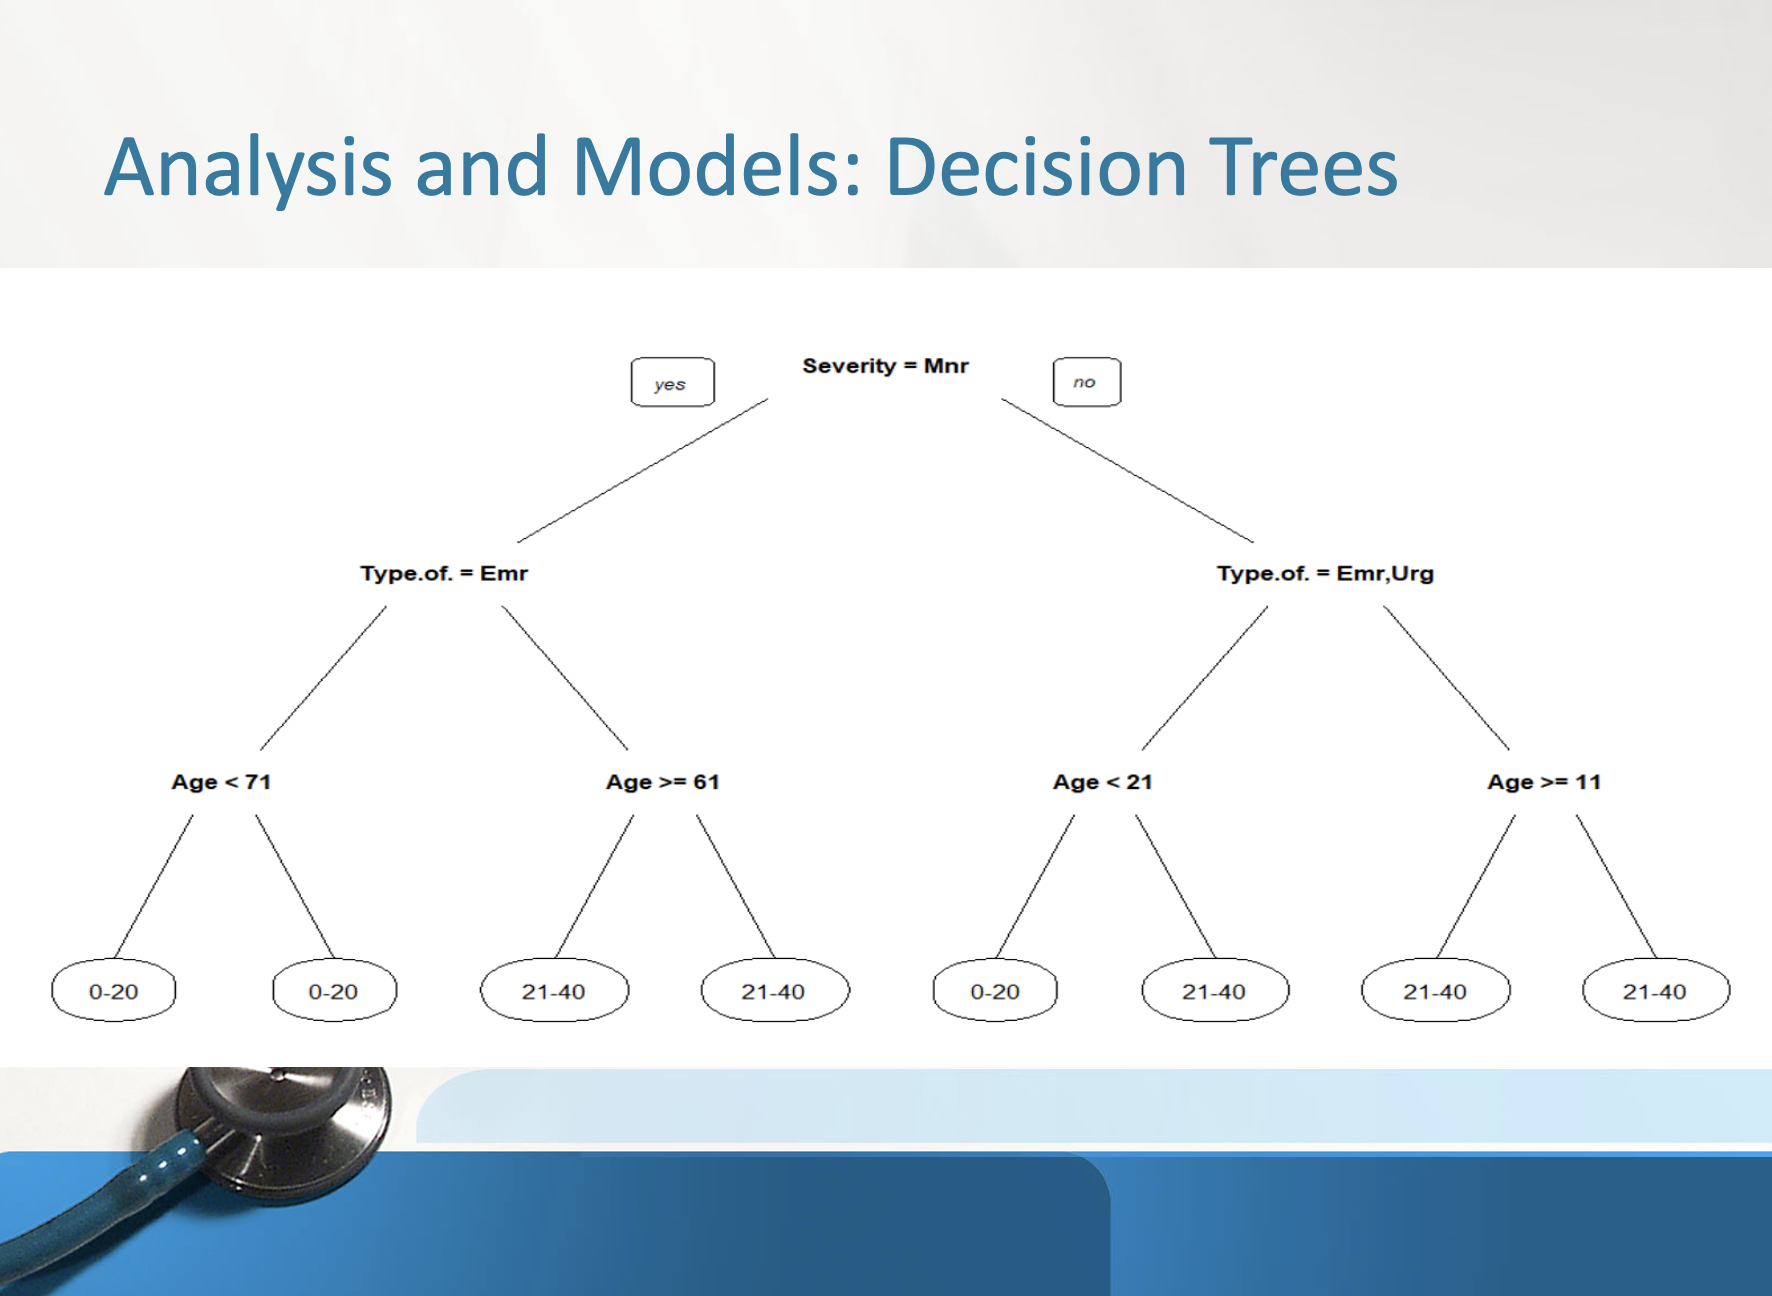 Analysis and Models: Decision Trees
yes
Severity = Mnr
no
Type.of. = Emr
Type.of. = Emr,Urg
Age < 71
Age >= 61
Age < 21
Age >= 11
0-20
0-20
21-40
21-40
0-20
21-40
21-40
21-40